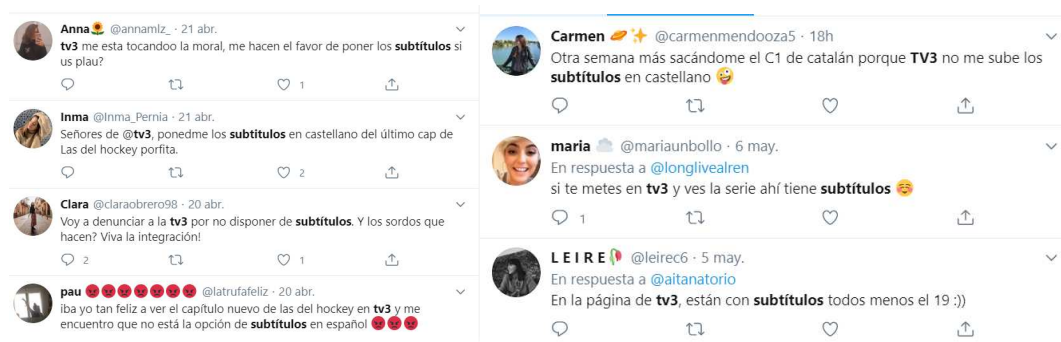 Anna🌻 @annamlz_ · 21 abr.
tv3 me esta tocandoo la moral, me hacen el favor de poner los subtítulos si
us plau?
1
Inma @Inma_Pernia · 21 abr.
Señores de @tv3, ponedme los subtitulos en castellano del último cap de
Las del hockey porfita.
2
Clara @claraobrero98 · 20 abr.
Voy a denunciar a la tv3 por no disponer de subtítulos. Y los sordos que
hacen? Viva la integración!
2 1
pau 😡😡😡😡😡😡😡 @latrufafeliz · 20 abr.
iba yo tan feliz a ver el capítulo nuevo de las del hockey en tv3 y me
encuentro que no está la opción de subtítulos en español 😡😡😡
Carmen 🥖✨ @carmenmendooza5 · 18h
Otra semana más sacándome el C1 de catalán porque TV3 no me sube los
subtítulos en castellano 🤪
maria ☁️ @mariaunbollo · 6 may.
En respuesta a @longlivealren
si te metes en tv3 y ves la serie ahí tiene subtítulos ☺️
1
L E I R E🥀 @leirec6 · 5 may.
En respuesta a @aitanatorio
En la página de tv3, están con subtítulos todos menos el 19 :))